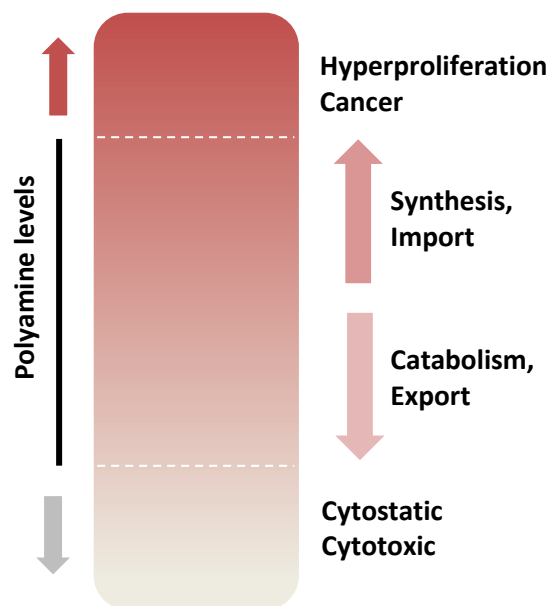 Polyamine levels
Hyperproliferation
Cancer
Synthesis,
Import
Catabolism,
Export
Cytostatic
Cytotoxic